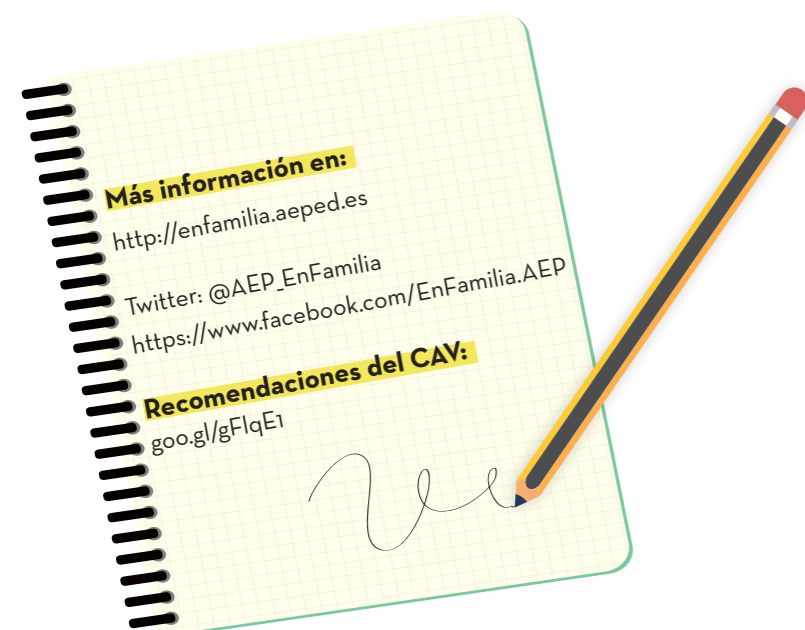 Más información en:
http://enfamilia.aeped.es
Twitter: @AEP_EnFamilia
https://www.facebook.com/EnFamilia.AEP
Recomendaciones del CAV:
goo.gl/gFlqE1